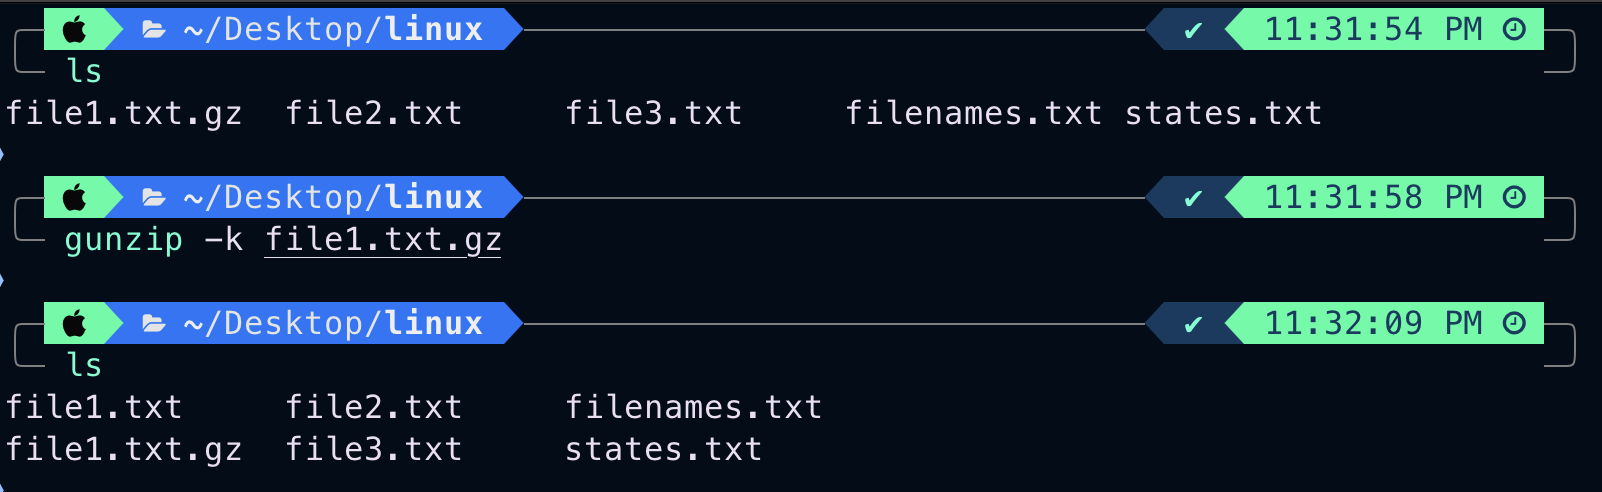 ~/Desktop/linux ✔ 11:31:54 PM
ls
file1.txt.gz file2.txt file3.txt filenames.txt states.txt
~/Desktop/linux ✔ 11:31:58 PM
gunzip -k file1.txt.gz
~/Desktop/linux ✔ 11:32:09 PM
ls
file1.txt file2.txt filenames.txt
file1.txt.gz file3.txt states.txt